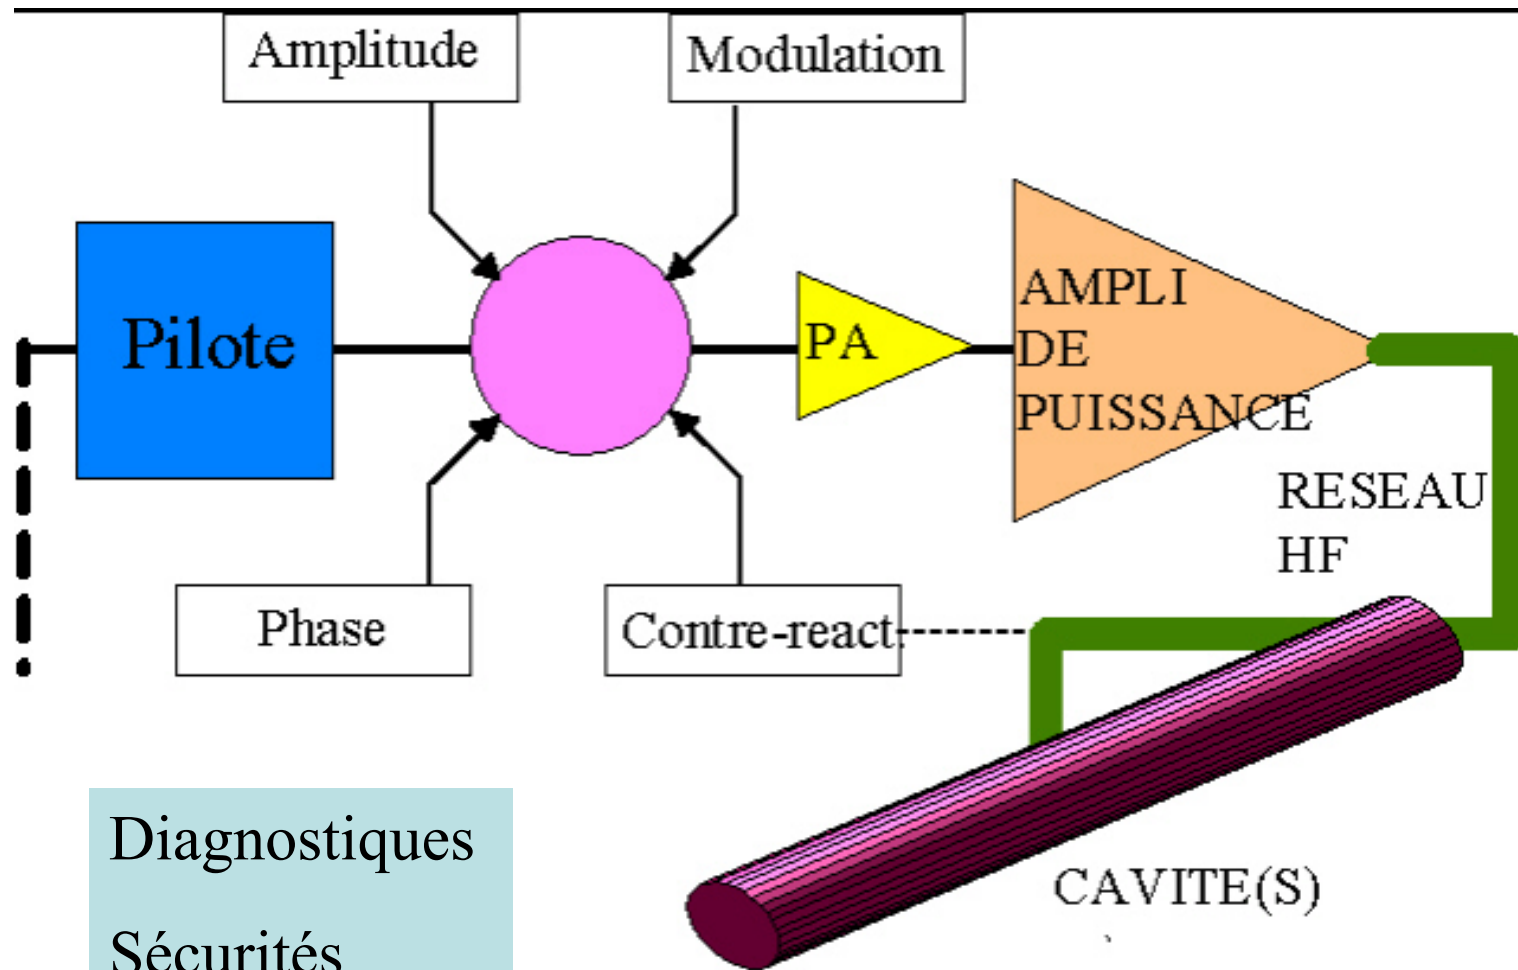 Amplitude
Modulation
Pilote
PA
AMPLI
DE
PUISSANCE
RESEAU
HF
Phase
Contre-react.
CAVITE(S)
Diagnostiques
Sécurités